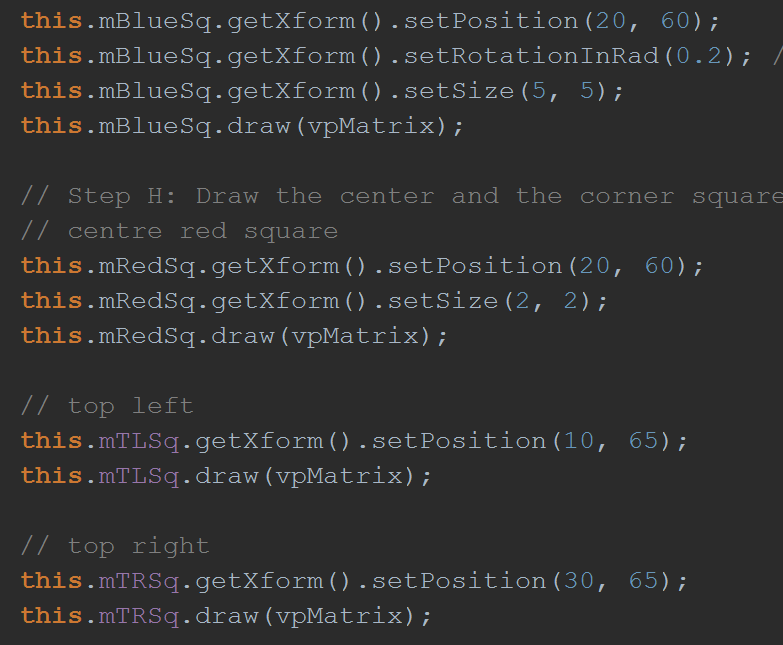 this.mBlueSq.getXform().setPosition(20, 60);
this.mBlueSq.getXform().setRotationInRad(0.2); /
this.mBlueSq.getXform().setSize(5, 5);
this.mBlueSq.draw(vpMatrix);
// Step H: Draw the center and the corner square
// centre red square
this.mRedSq.getXform().setPosition(20, 60);
this.mRedSq.getXform().setSize(2, 2);
this.mRedSq.draw(vpMatrix);
// top left
this.mTLSq.getXform().setPosition(10, 65);
this.mTLSq.draw(vpMatrix);
// top right
this.mTRSq.getXform().setPosition(30, 65);
this.mTRSq.draw(vpMatrix);